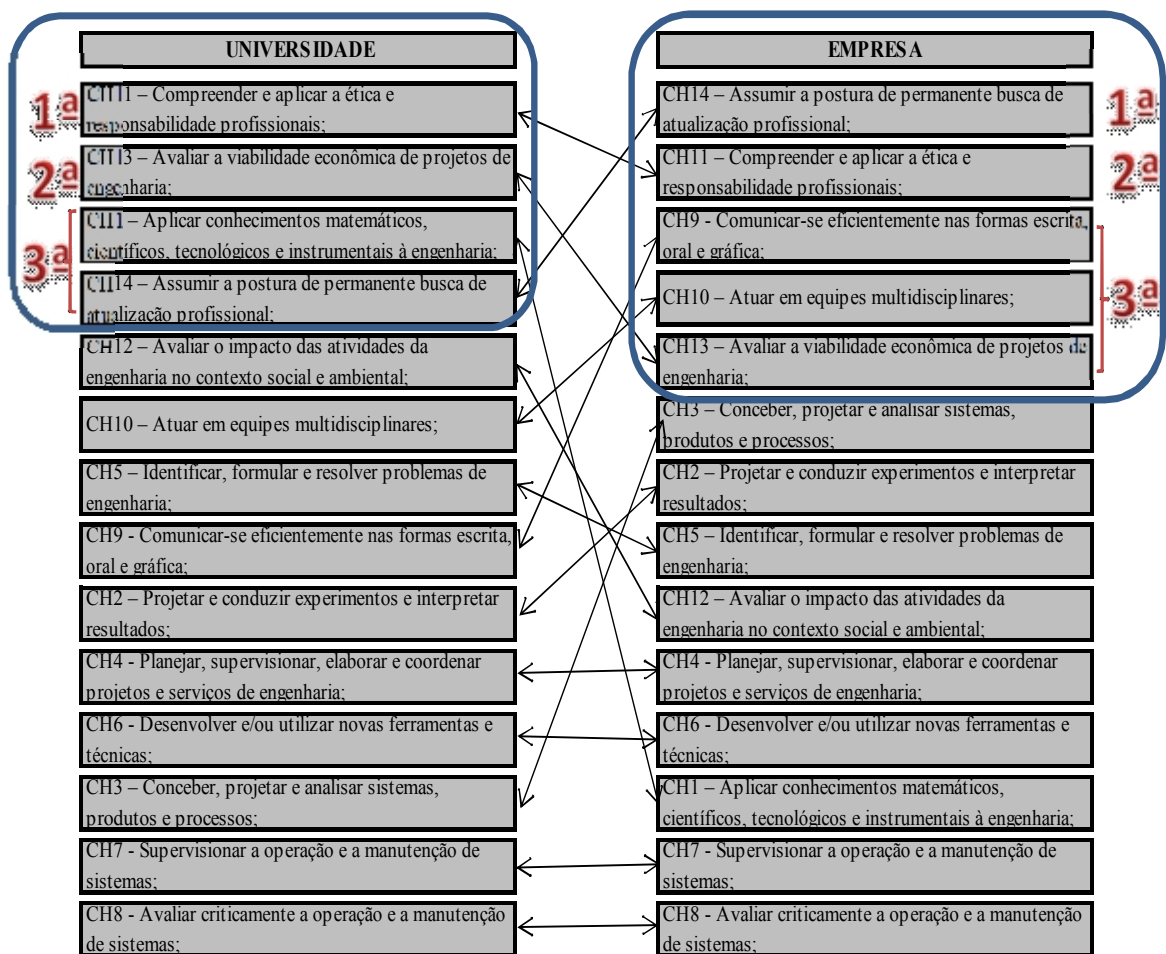 UNIVERSIDADE
1ª
CH11 – Compreender e aplicar a ética e
responsabilidade profissionais;
2ª
CH13 – Avaliar a viabilidade econômica de projetos de
engenharia;
3ª
CH1 – Aplicar conhecimentos matemáticos,
científicos, tecnológicos e instrumentais à engenharia;
CH14 – Assumir a postura de permanente busca de
atualização profissional;
CH12 – Avaliar o impacto das atividades da
engenharia no contexto social e ambiental;
CH10 – Atuar em equipes multidisciplinares;
CH5 – Identificar, formular e resolver problemas de
engenharia;
CH9 - Comunicar-se eficientemente nas formas escrita,
oral e gráfica;
CH2 – Projetar e conduzir experimentos e interpretar
resultados;
CH4 - Planejar, supervisionar, elaborar e coordenar
projetos e serviços de engenharia;
CH6 - Desenvolver e/ou utilizar novas ferramentas e
técnicas;
CH3 – Conceber, projetar e analisar sistemas,
produtos e processos;
CH7 - Supervisionar a operação e a manutenção de
sistemas;
CH8 - Avaliar criticamente a operação e a manutenção
de sistemas;
EMPRESA
CH14 – Assumir a postura de permanente busca de
atualização profissional;
1ª
CH11 – Compreender e aplicar a ética e
responsabilidade profissionais;
2ª
CH9 - Comunicar-se eficientemente nas formas escrita,
oral e gráfica;
CH10 – Atuar em equipes multidisciplinares;
3ª
CH13 – Avaliar a viabilidade econômica de projetos de
engenharia;
CH3 – Conceber, projetar e analisar sistemas,
produtos e processos;
CH2 – Projetar e conduzir experimentos e interpretar
resultados;
CH5 – Identificar, formular e resolver problemas de
engenharia;
CH12 – Avaliar o impacto das atividades da
engenharia no contexto social e ambiental;
CH4 - Planejar, supervisionar, elaborar e coordenar
projetos e serviços de engenharia;
CH6 - Desenvolver e/ou utilizar novas ferramentas e
técnicas;
CH1 – Aplicar conhecimentos matemáticos,
científicos, tecnológicos e instrumentais à engenharia;
CH7 - Supervisionar a operação e a manutenção de
sistemas;
CH8 - Avaliar criticamente a operação e a manutenção
de sistemas;